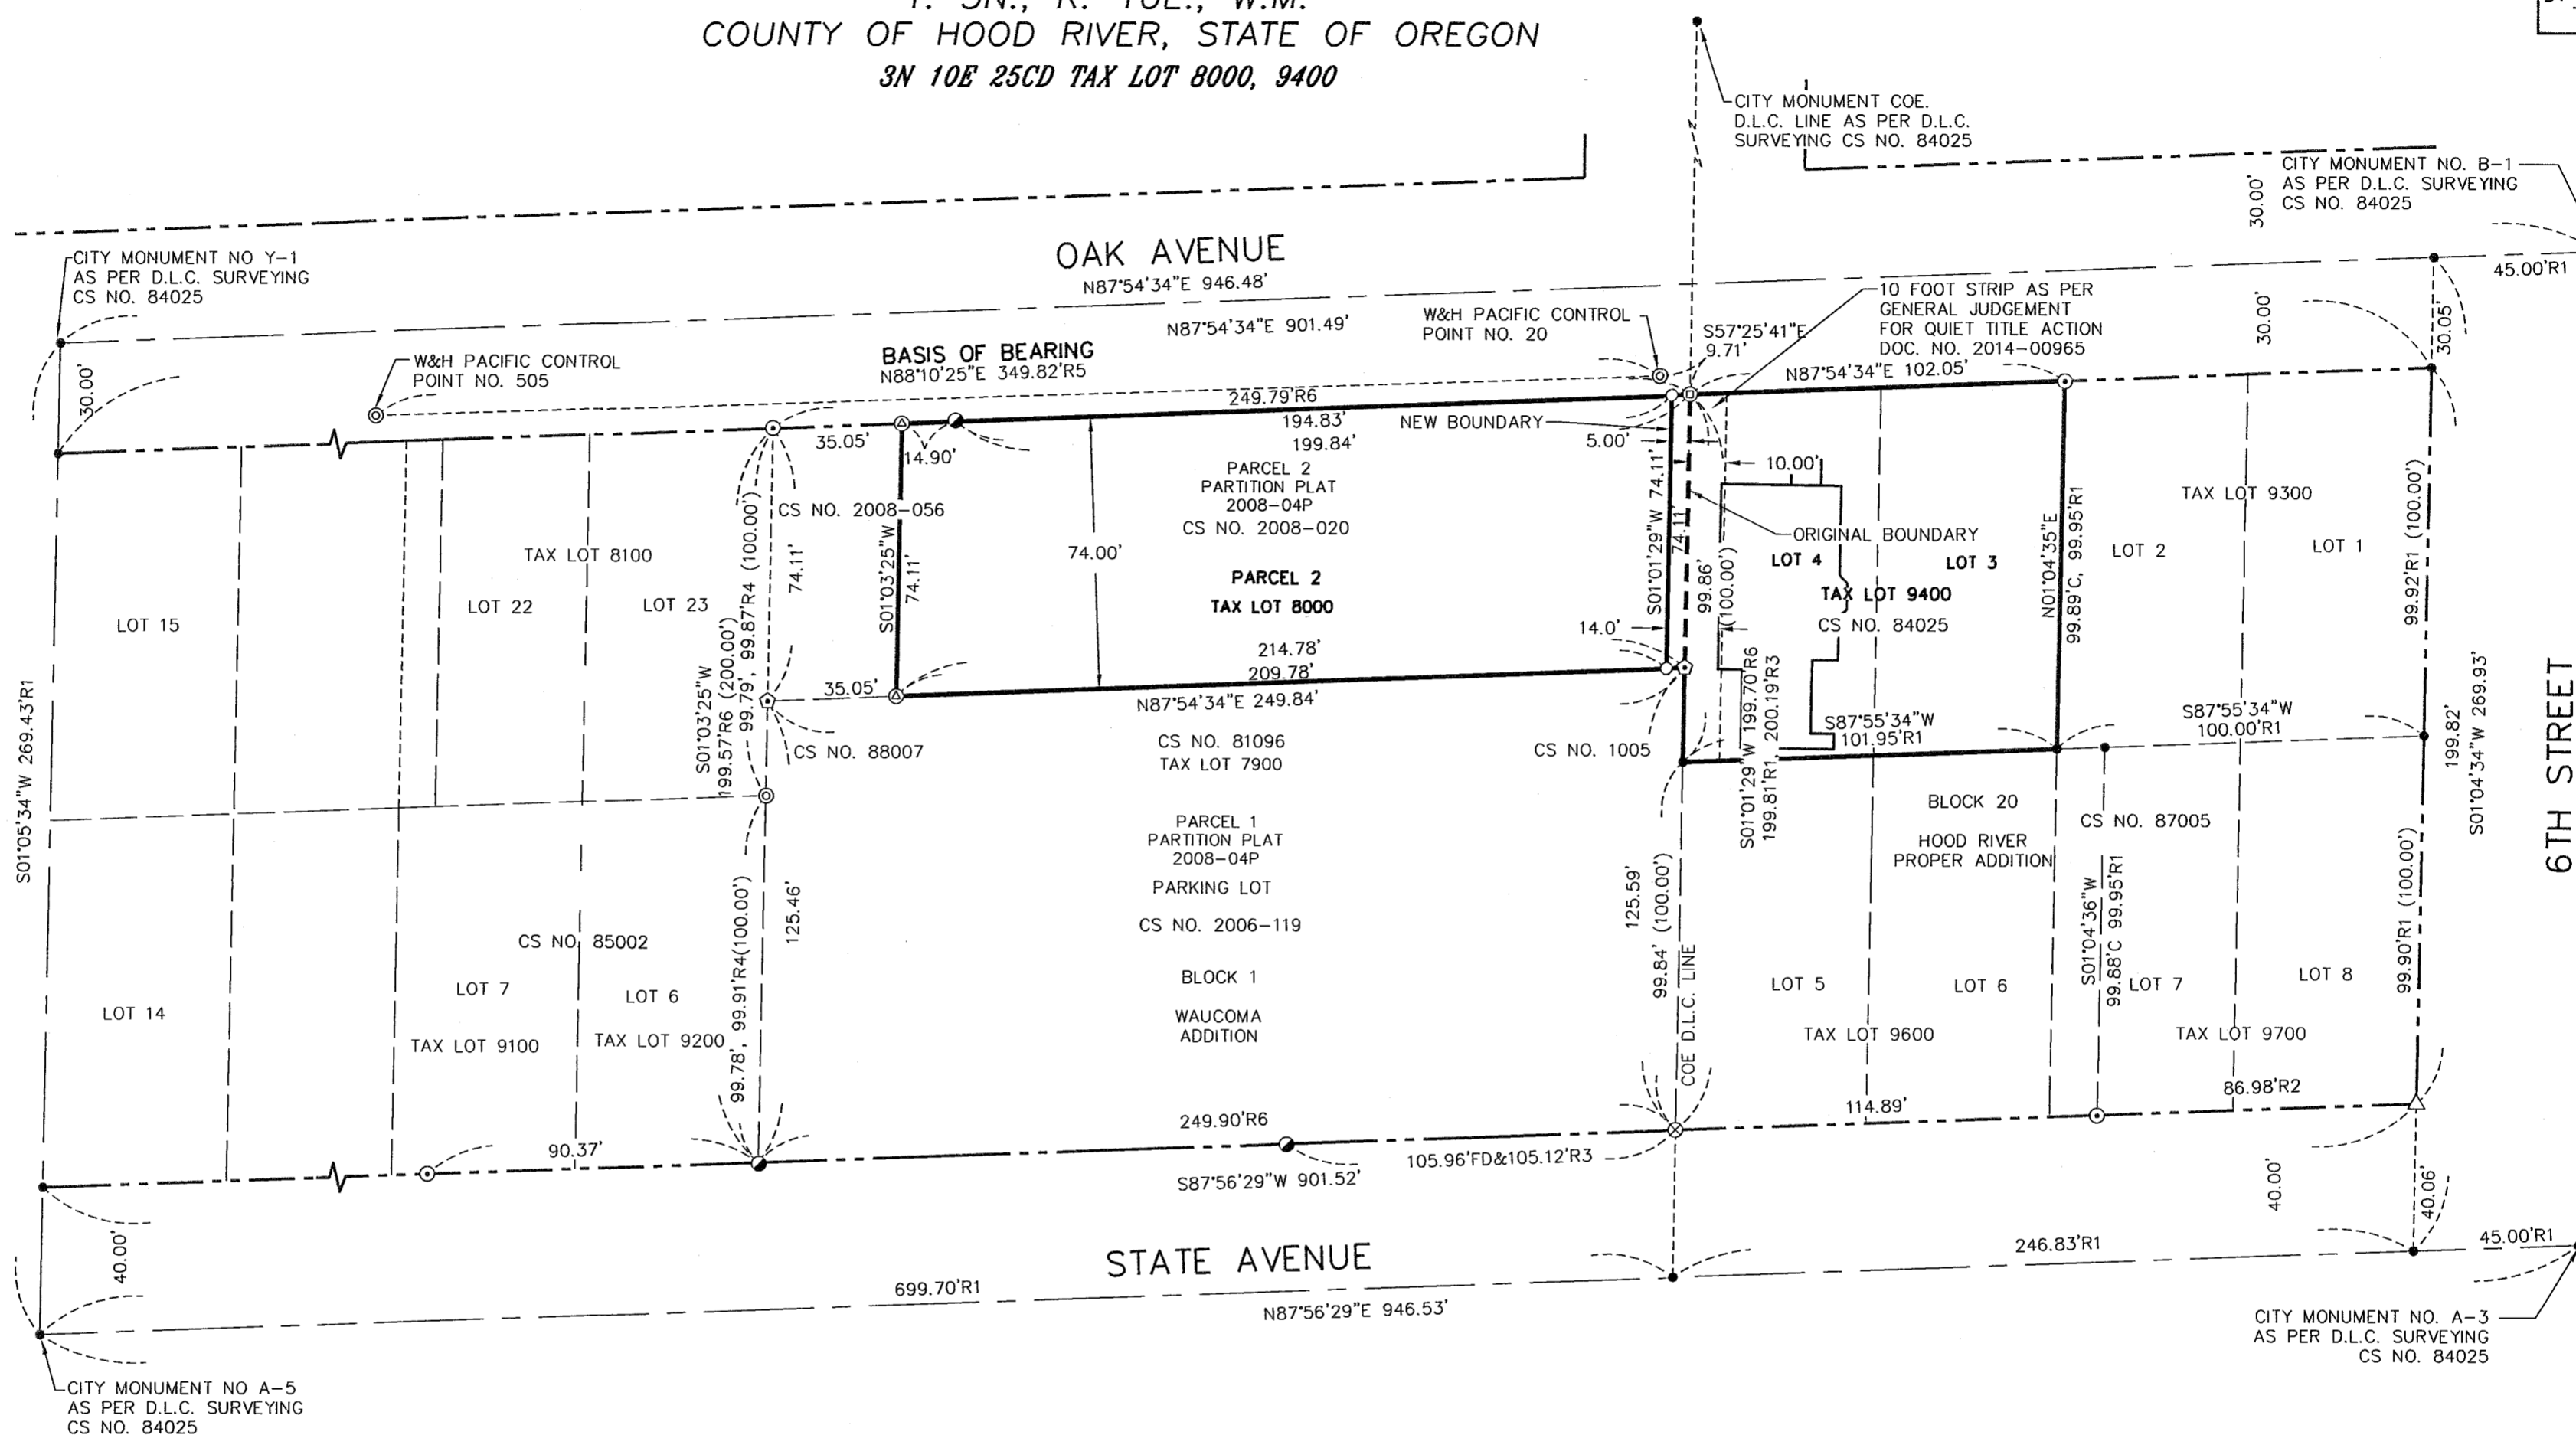 COUNTY OF HOOD RIVER, STATE OF OREGON
3N 10E 25CD TAX LOT 8000, 9400
CITY MONUMENT COE.
D.L.C. LINE AS PER D.L.C.
SURVEYING CS NO. 84025
CITY MONUMENT NO. B-1
AS PER D.L.C. SURVEYING
CS NO. 84025
30.00'
CITY MONUMENT NO Y-1
AS PER D.L.C. SURVEYING
CS NO. 84025
OAK AVENUE
N87°54'34"E 946.48'
45.00'R1
N87°54'34"E 901.49'
W&H PACIFIC CONTROL
POINT NO. 20
S57°25'41"E
9.71'
10 FOOT STRIP AS PER
GENERAL JUDGEMENT
FOR QUIET TITLE ACTION
DOC. NO. 2014-00965
30.00'
30.05'
30.00'
W&H PACIFIC CONTROL
POINT NO. 505
BASIS OF BEARING
N88°10'25"E 349.82'R5
N87°54'34"E 102.05'
249.79'R6
194.83'
199.84'
NEW BOUNDARY
5.00'
10.00'
35.05'
14.90'
PARCEL 2
PARTITION PLAT
2008-04P
CS NO. 2008-020
CS NO. 2008-056
TAX LOT 8100
74.00'
74.11'
S01°03'25"W
74.11'
S01°01'29"W 74.11'
74.11'
99.86'
(100.00')
ORIGINAL BOUNDARY
LOT 4
LOT 3
TAX LOT 9400
CS NO. 84025
N01°04'35"E
99.89'C, 99.95'R1
TAX LOT 9300
LOT 2
LOT 1
99.92'R1 (100.00')
PARCEL 2
TAX LOT 8000
LOT 15
LOT 22
LOT 23
S01°05'34"W 269.43'R1
S01°03'25"W
199.57'R6 (200.00')
99.79', 99.87'R4 (100.00')
14.0'
214.78'
209.78'
35.05'
N87°54'34"E 249.84'
CS NO. 88007
CS NO. 81096
TAX LOT 7900
CS NO. 1005
S01°01'29"W 199.70'R6
199.81'R1, 200.19'R3
S87°55'34"W
101.95'R1
S87°55'34"W
100.00'R1
199.82'
S01°04'34"W 269.93'
6TH STREET
PARCEL 1
PARTITION PLAT
2008-04P
PARKING LOT
CS NO. 2006-119
BLOCK 1
WAUCOMA
ADDITION
BLOCK 20
HOOD RIVER
PROPER ADDITION
CS NO. 87005
CS NO. 85002
LOT 14
LOT 7
LOT 6
TAX LOT 9100
TAX LOT 9200
99.78', 99.91'R4(100.00')
125.46'
125.59'
99.84' (100.00')
COE D.L.C. LINE
LOT 5
LOT 6
TAX LOT 9600
S01°04'36"W
99.88'C 99.95'R1
LOT 7
LOT 8
TAX LOT 9700
99.90'R1 (100.00')
86.98'R2
114.89'
249.90'R6
90.37'
105.96'FD&105.12'R3
S87°56'29"W 901.52'
40.00'
40.00'
40.06'
STATE AVENUE
246.83'R1
45.00'R1
699.70'R1
N87°56'29"E 946.53'
CITY MONUMENT NO. A-3
AS PER D.L.C. SURVEYING
CS NO. 84025
CITY MONUMENT NO A-5
AS PER D.L.C. SURVEYING
CS NO. 84025